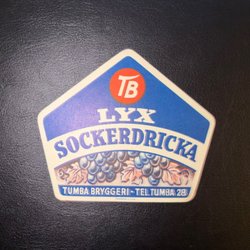 TB
LYX
SOCKERDRICKA
TUMBA BRYGGERI - TEL. TUMBA 28